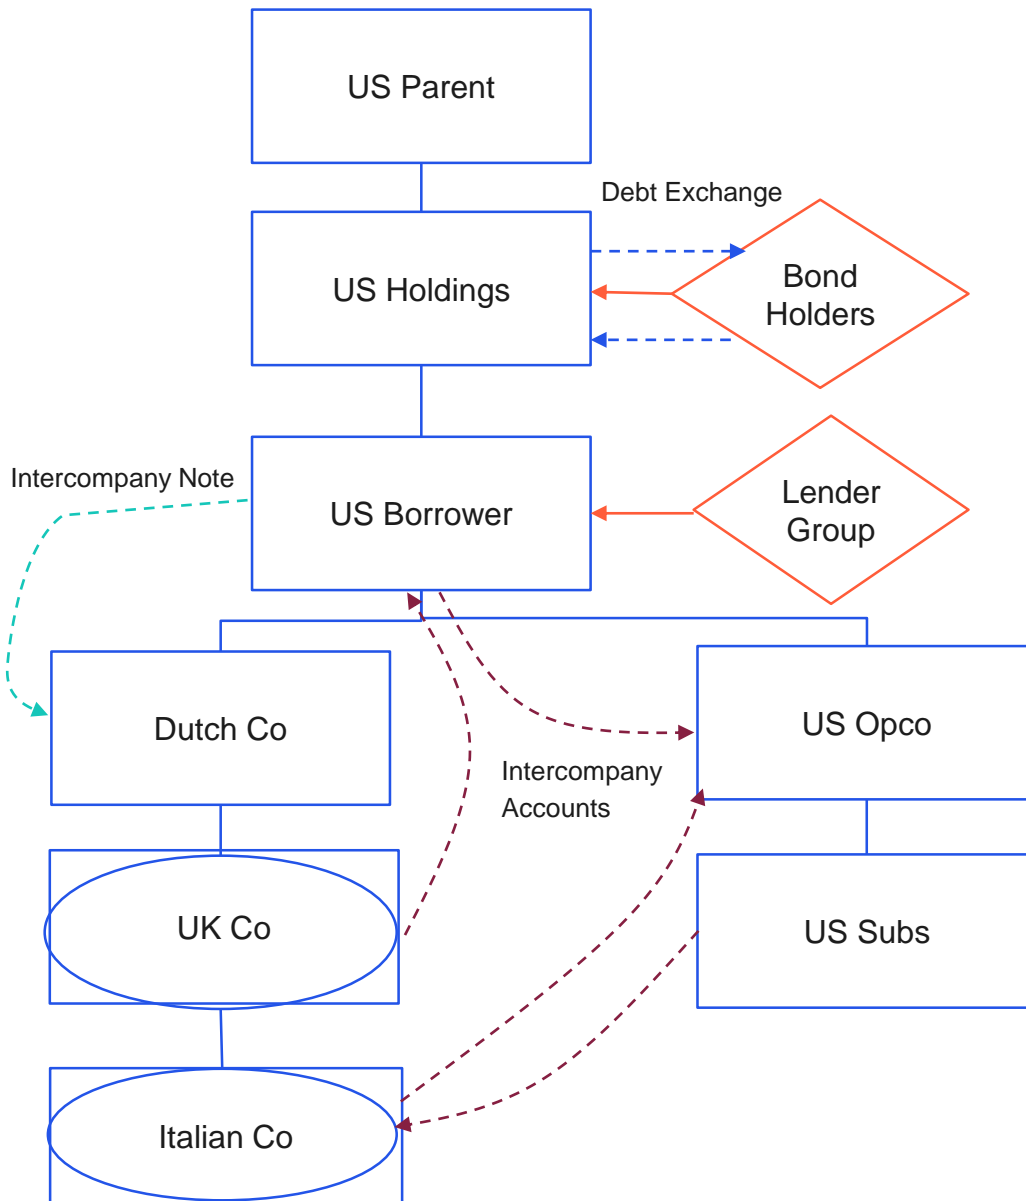 US Parent
Debt Exchange
US Holdings
Bond
Holders
Intercompany Note
US Borrower
Lender
Group
Dutch Co
US Opco
Intercompany
Accounts
UK Co
US Subs
Italian Co